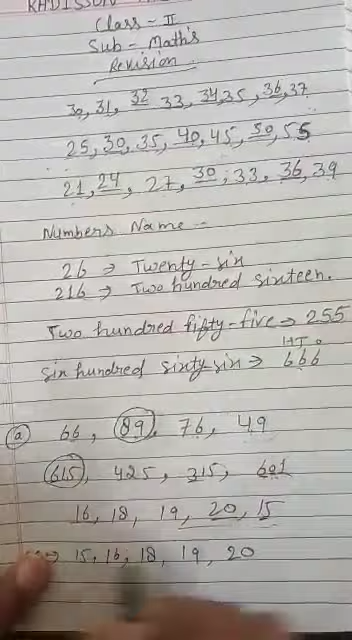 Class - II
Sub - Math's
Revision
30, 31, 32 33, 34, 35, 36, 37
25, 30, 35, 40, 45, 50, 55
21, 24, 27, 30, 33, 36, 39
Numbers Name -
26 → Twenty-six
216 → Two hundred sixteen.
Two hundred fifty-five → 255
H T O
six hundred sixty-six → 666
(a) 66, 89, 76, 49
615, 425, 315, 601
16, 18, 19, 20, 15
→ 15, 16, 18, 19, 20